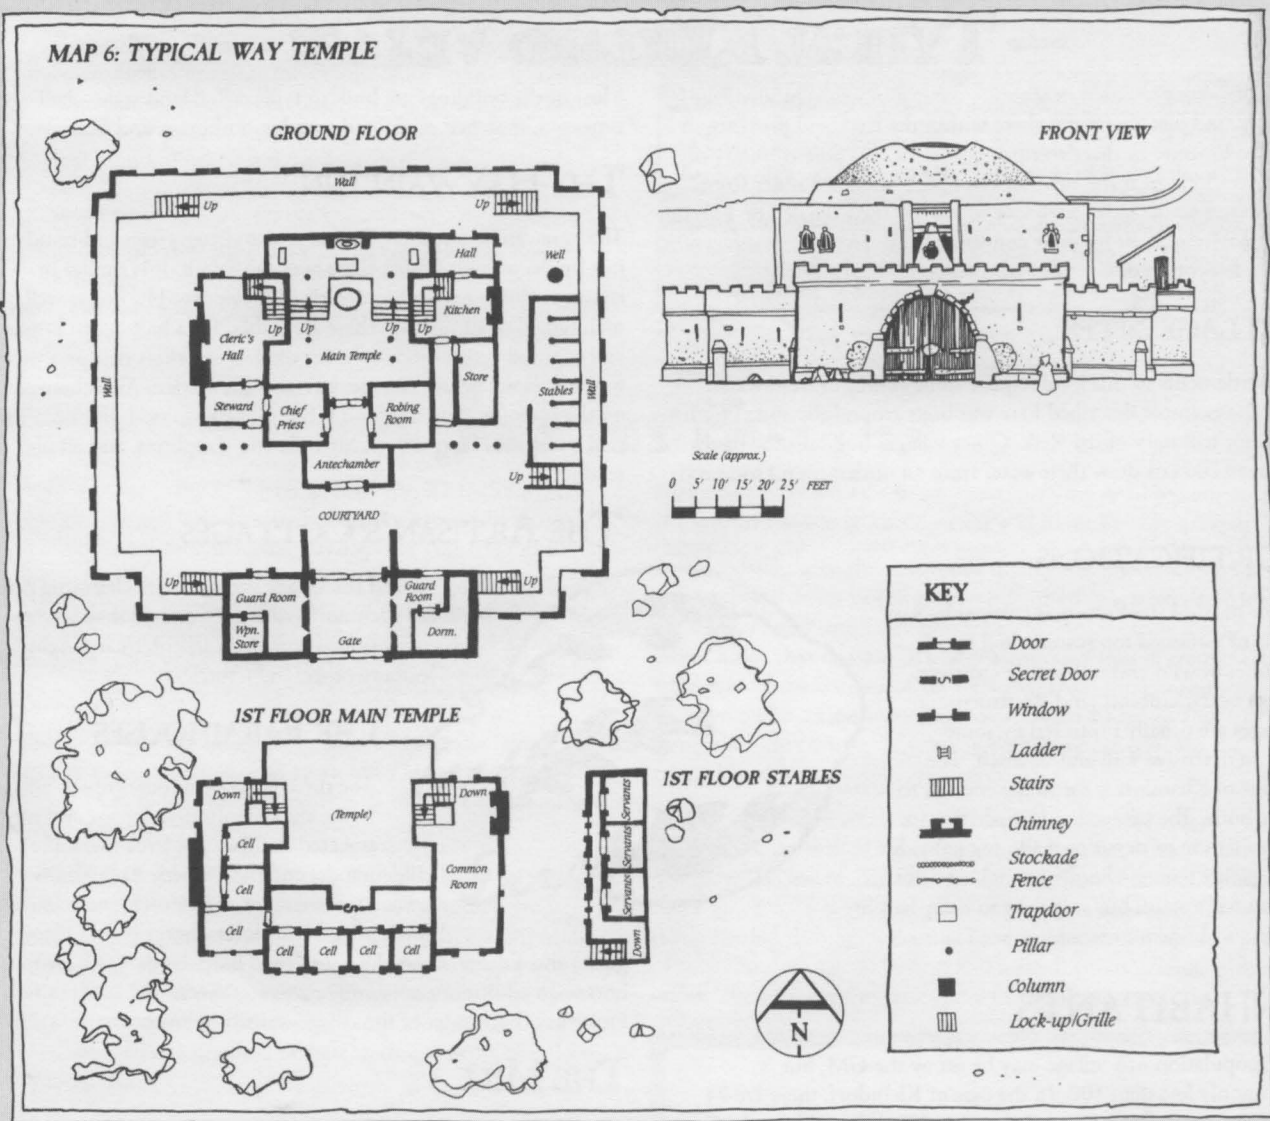 MAP 6: TYPICAL WAY TEMPLE
GROUND FLOOR
Wall
Up
Up
Hall
Well
Kitchen
Up
Up
Up
Up
Cleric's
Hall
Main Temple
Store
Stables
Wall
Wall
Steward
Chief
Priest
Robing
Room
Antechamber
Up
COURTYARD
Up
Guard Room
Guard
Room
Up
Wpn.
Store
Gate
Dorm.
FRONT VIEW
Scale (approx.)
0 5' 10' 15' 20' 25' FEET
1ST FLOOR MAIN TEMPLE
Down
Down
(Temple)
Cell
Cell
Cell
Common
Room
Cell
Cell
Cell
Cell
1ST FLOOR STABLES
Servants
Servants
Servants
Down
N
KEY
Door
Secret Door
Window
Ladder
Stairs
Chimney
Stockade
Fence
Trapdoor
Pillar
Column
Lock-up/Grille